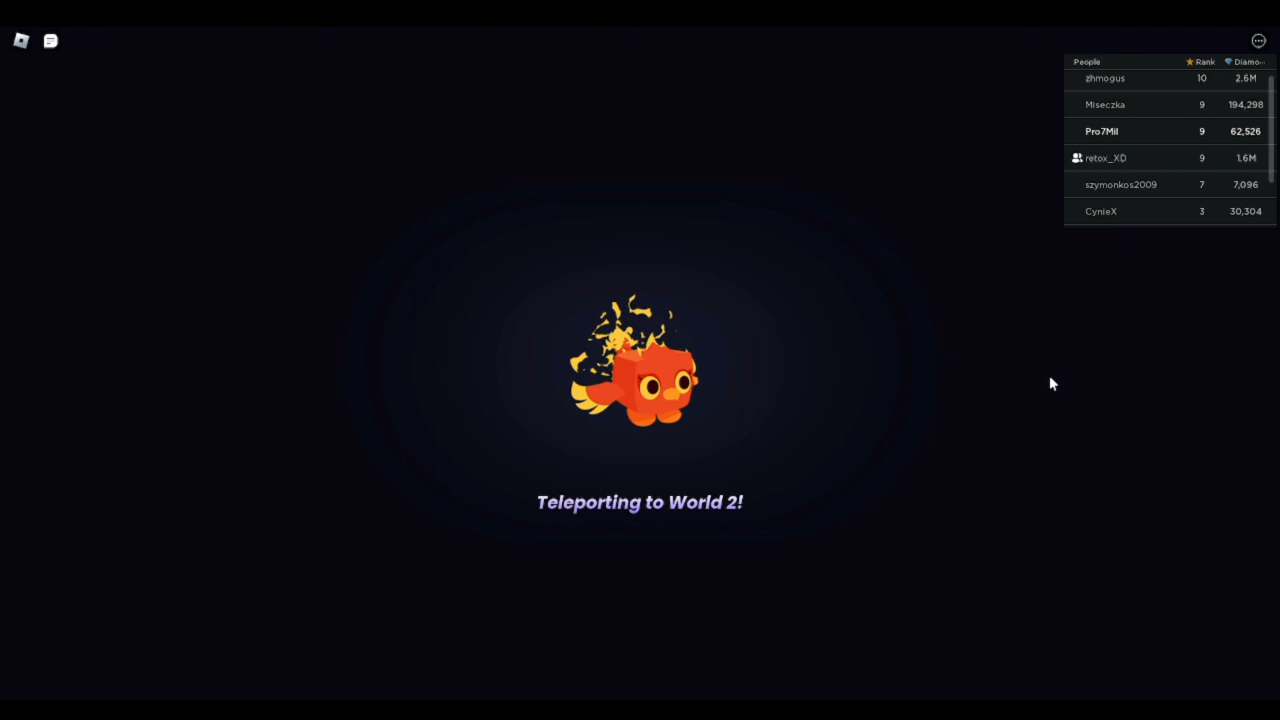 People Rank Diamo...
zhmogus 10 2.6M
Miseczka 9 194,298
Pro7Mil 9 62,526
retox_XD 9 1.6M
szymonkos2009 7 7,096
CynieX 3 30,304
Teleporting to World 2!